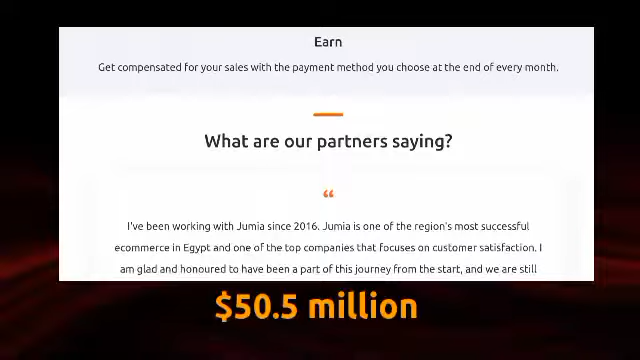 Earn
Get compensated for your sales with the payment method you choose at the end of every month.
What are our partners saying?
“
I've been working with Jumia since 2016. Jumia is one of the region's most successful
ecommerce in Egypt and one of the top companies that focuses on customer satisfaction. I
am glad and honoured to have been a part of this journey from the start, and we are still
$50.5 million